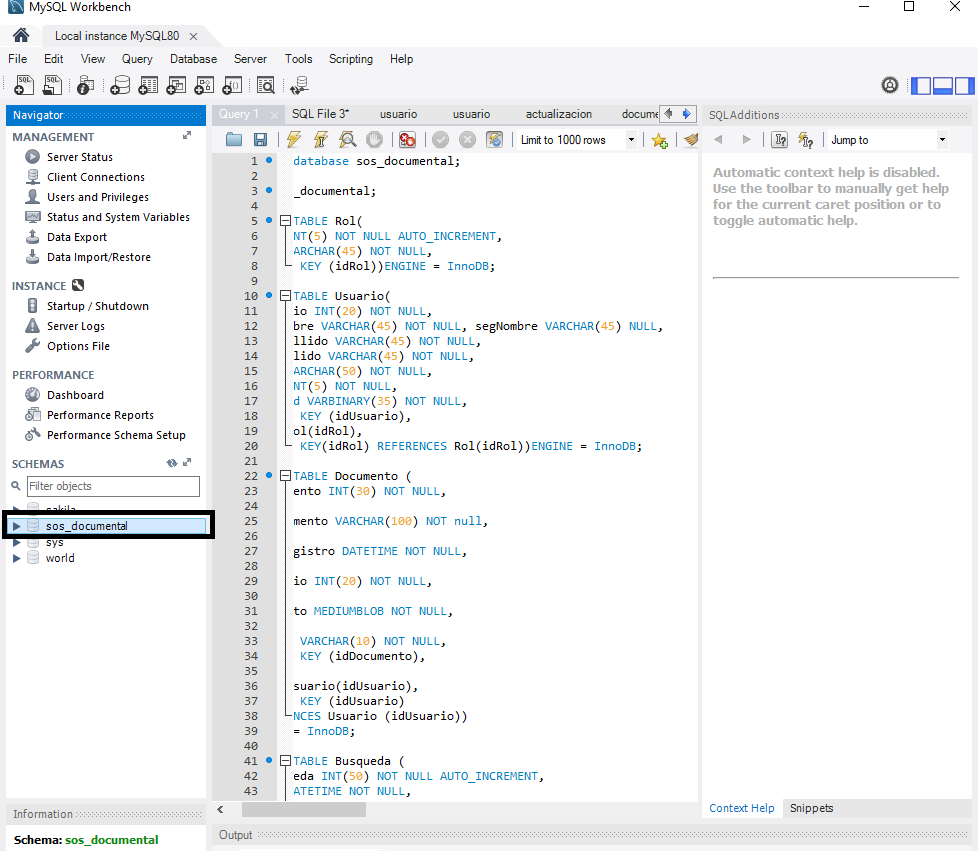 MySQL Workbench
Local instance MySQL80
File Edit View Query Database Server Tools Scripting Help
Navigator
MANAGEMENT
Server Status
Client Connections
Users and Privileges
Status and System Variables
Data Export
Data Import/Restore
INSTANCE
Startup / Shutdown
Server Logs
Options File
PERFORMANCE
Dashboard
Performance Reports
Performance Schema Setup
SCHEMAS
Filter objects
sakila
sos_documental
sys
world
Information
Schema: sos_documental
Query 1 SQL File 3* usuario usuario actualizacion docume
Limit to 1000 rows
1 database sos_documental;
2
3 _documental;
4
5 TABLE Rol(
6 NT(5) NOT NULL AUTO_INCREMENT,
7 ARCHAR(45) NOT NULL,
8 KEY (idRol))ENGINE = InnoDB;
9
10 TABLE Usuario(
11 io INT(20) NOT NULL,
12 bre VARCHAR(45) NOT NULL, segNombre VARCHAR(45) NULL,
13 llido VARCHAR(45) NOT NULL,
14 lido VARCHAR(45) NOT NULL,
15 ARCHAR(50) NOT NULL,
16 NT(5) NOT NULL,
17 d VARBINARY(35) NOT NULL,
18 KEY (idUsuario),
19 ol(idRol),
20 KEY(idRol) REFERENCES Rol(idRol))ENGINE = InnoDB;
21
22 TABLE Documento (
23 ento INT(30) NOT NULL,
24
25 mento VARCHAR(100) NOT null,
26
27 gistro DATETIME NOT NULL,
28
29 io INT(20) NOT NULL,
30
31 to MEDIUMBLOB NOT NULL,
32
33 VARCHAR(10) NOT NULL,
34 KEY (idDocumento),
35
36 suario(idUsuario),
37 KEY (idUsuario)
38 NCES Usuario (idUsuario))
39 = InnoDB;
40
41 TABLE Busqueda (
42 eda INT(50) NOT NULL AUTO_INCREMENT,
43 ATETIME NOT NULL,
Output
SQLAdditions
Jump to
Automatic context help is disabled.
Use the toolbar to manually get help
for the current caret position or to
toggle automatic help.
Context Help Snippets